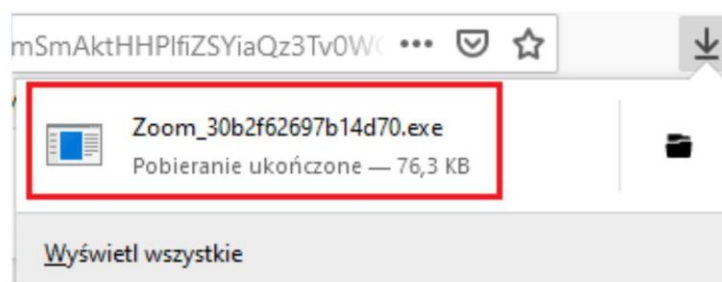 mSmAktHHPlfiZSYiaQz3Tv0W
Zoom_30b2f62697b14d70.exe
Pobieranie ukończone — 76,3 KB
Wyświetl wszystkie